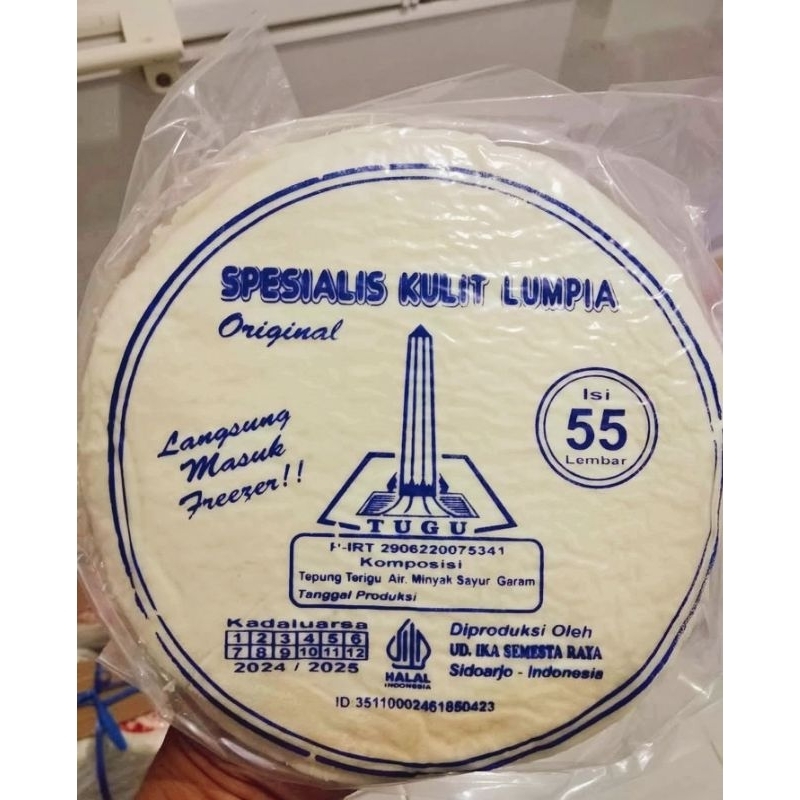 SPESIALIS KULIT LUMPIA
Original
Isi
55
Lembar
Langsung
Masuk
Freezer!!
TUGU
P-IRT 2906220075341
Komposisi
Tepung Terigu Air. Minyak Sayur Garam
Tanggal Produksi
Kadaluarsa
1 2 3 4 5 6
7 8 9 10 11 12
2024 / 2025
HALAL
INDONESIA
Diproduksi Oleh
UD. IKA SEMESTA RAYA
Sidoarjo - Indonesia
ID 35110002461850423